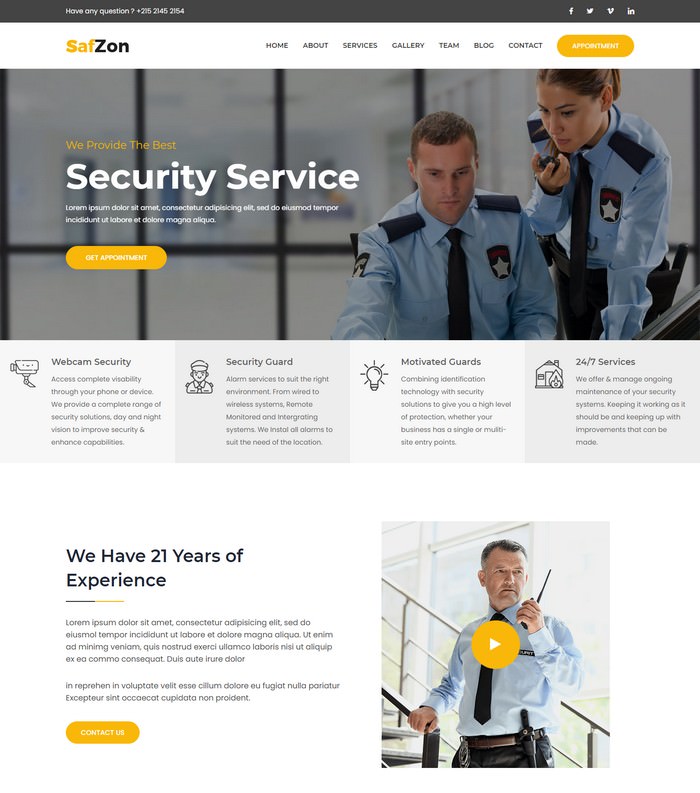 Have any question ? +215 2145 2154
SafZon
HOME ABOUT SERVICES GALLERY TEAM BLOG CONTACT APPOINTMENT
We Provide The Best
Security Service
Lorem ipsum dolor sit amet, consectetur adipisicing elit, sed do eiusmod tempor
incididunt ut labore et dolore magna aliqua.
GET APPOINTMENT
Webcam Security
Access complete visability
through your phone or device.
We provide a complete range of
security solutions, day and night
vision to improve security &
enhance capabilities.
Security Guard
Alarm services to suit the right
environment. From wired to
wireless systems, Remote
Monitored and Intergrating
systems. We Instal all alarms to
suit the need of the location.
Motivated Guards
Combining identification
technology with security
solutions to give you a high level
of protection, whether your
business has a single or muliti-
site entry points.
24/7 Services
We offer & manage ongoing
maintenance of your security
systems. Keeping it working as it
should be and keeping up with
improvements that can be
made.
We Have 21 Years of
Experience
Lorem ipsum dolor sit amet, consectetur adipisicing elit, sed do
eiusmol tempor incididunt ut labore et dolore magna aliqua. Ut enim
ad minimg veniam, quis nostrud exerci ullamco laboris nisi ut aliquip
ex ea commo consequat. Duis aute irure dolor
in reprehen in voluptate velit esse cillum dolore eu fugiat nulla pariatur
Excepteur sint occaecat cupidata non proident.
CONTACT US